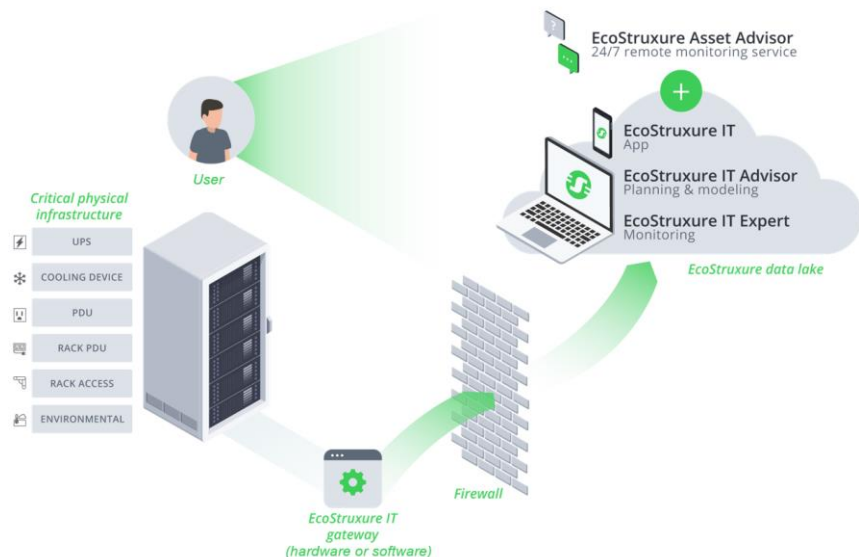 EcoStruxure Asset Advisor
24/7 remote monitoring service
EcoStruxure IT
App
EcoStruxure IT Advisor
Planning & modeling
EcoStruxure IT Expert
Monitoring
EcoStruxure data lake
User
Critical physical
infrastructure
UPS
COOLING DEVICE
PDU
RACK PDU
RACK ACCESS
ENVIRONMENTAL
Firewall
EcoStruxure IT
gateway
(hardware or software)